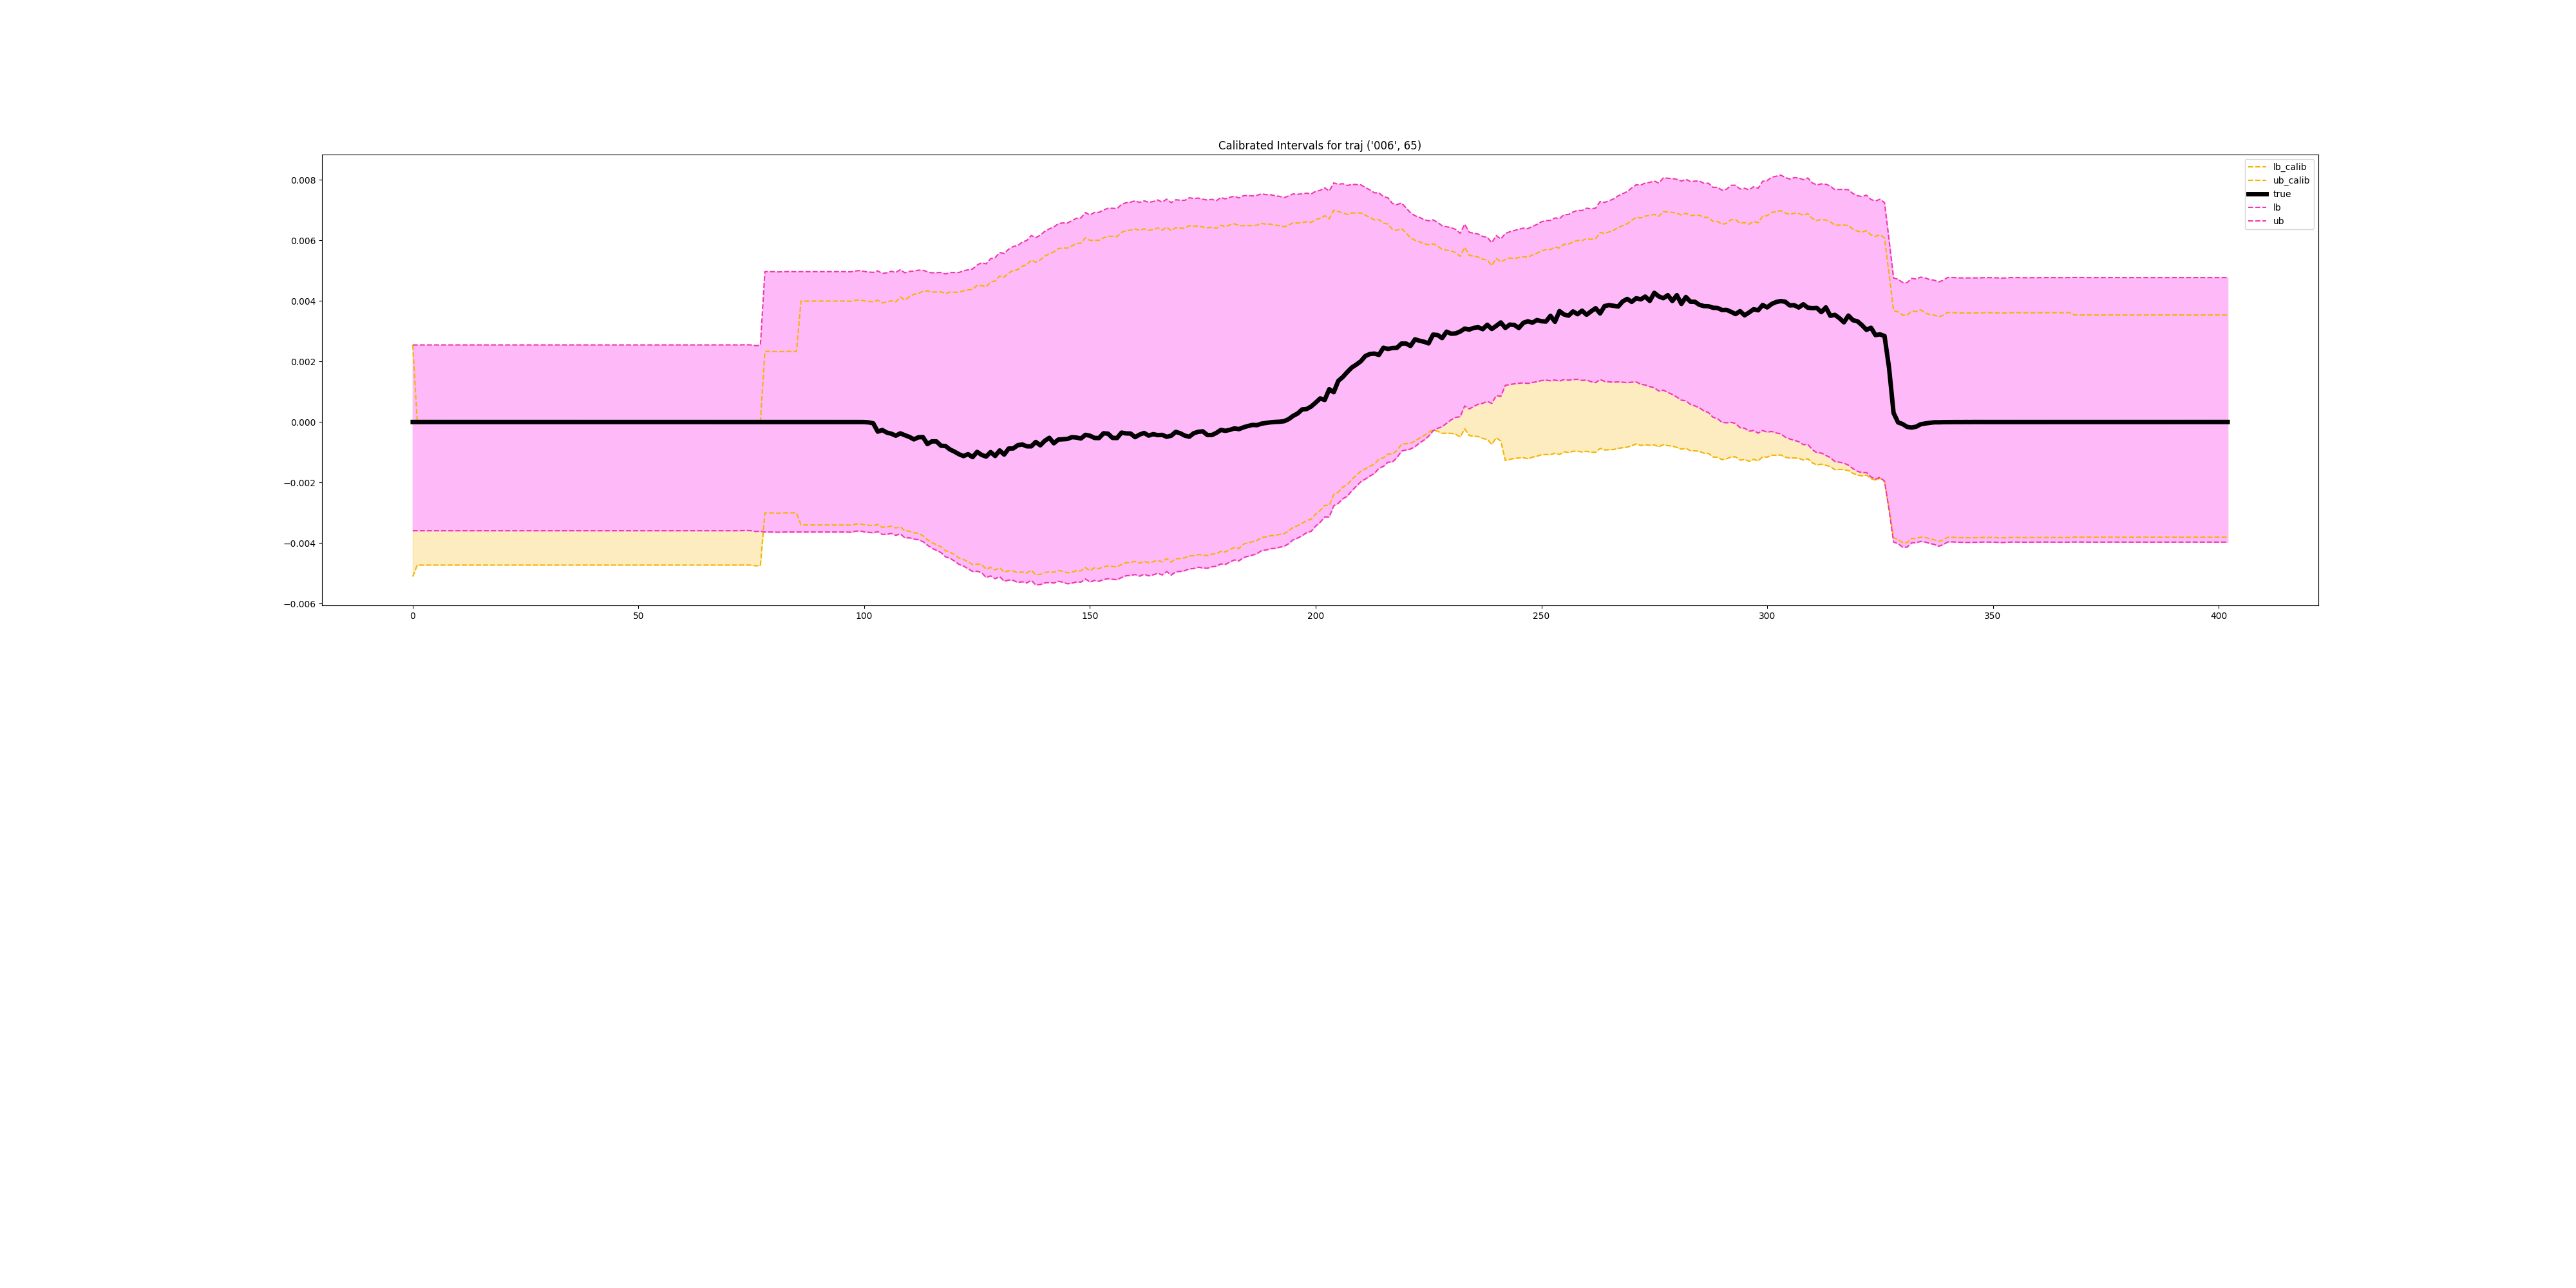 Calibrated Intervals for traj ('006', 65)
lb_calib
ub_calib
true
lb
ub
0.008
0.006
0.004
0.002
0.000
−0.002
−0.004
−0.006
0 50 100 150 200 250 300 350 400